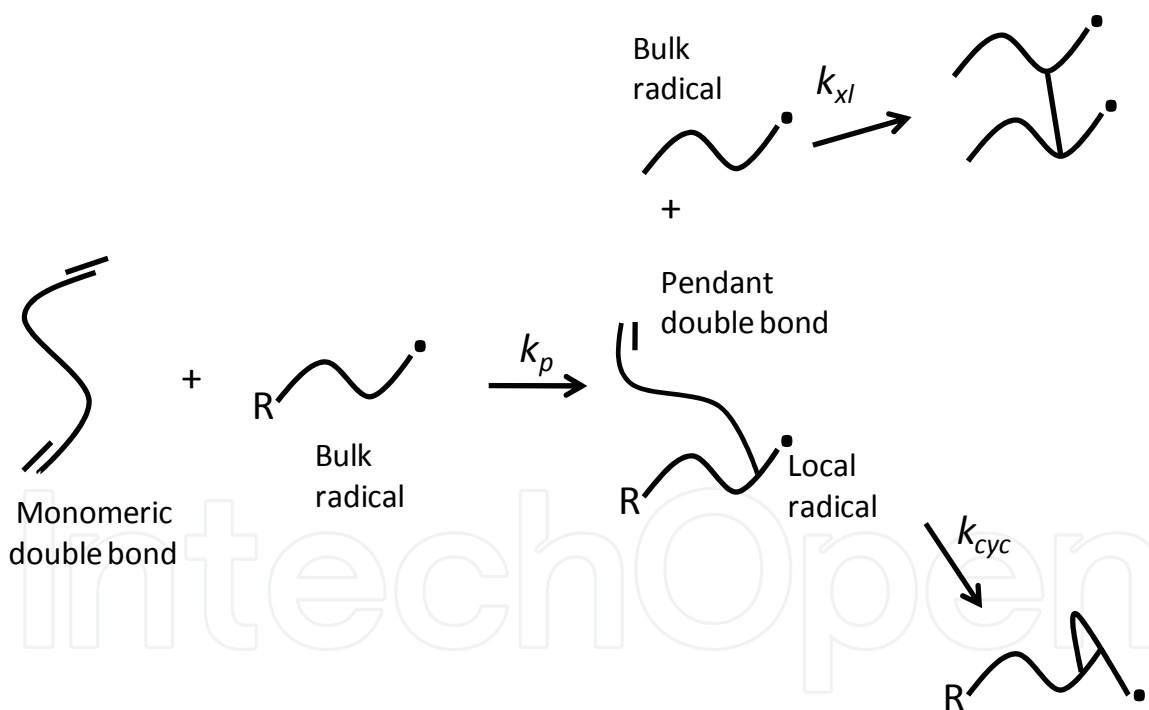 Bulk
radical
k_xl
+
Pendant
double bond
+
R
k_p
Bulk
radical
R
Local
radical
Monomeric
double bond
k_cyc
IntechOpen
R